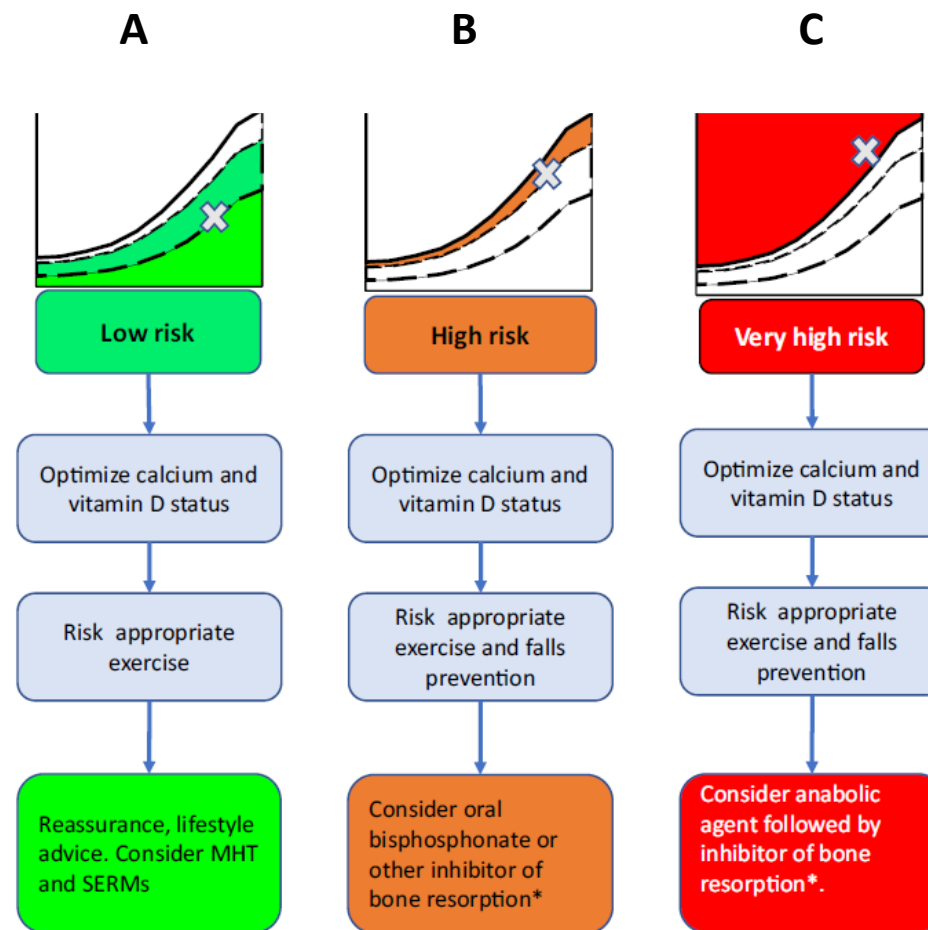 A
B
C
Low risk
High risk
Very high risk
Optimize calcium and
vitamin D status
Optimize calcium and
vitamin D status
Optimize calcium and
vitamin D status
Risk appropriate
exercise
Risk appropriate
exercise and falls
prevention
Risk appropriate
exercise and falls
prevention
Reassurance, lifestyle
advice. Consider MHT
and SERMs
Consider oral
bisphosphonate or
other inhibitor of
bone resorption*
Consider anabolic
agent followed by
inhibitor of bone
resorption*.